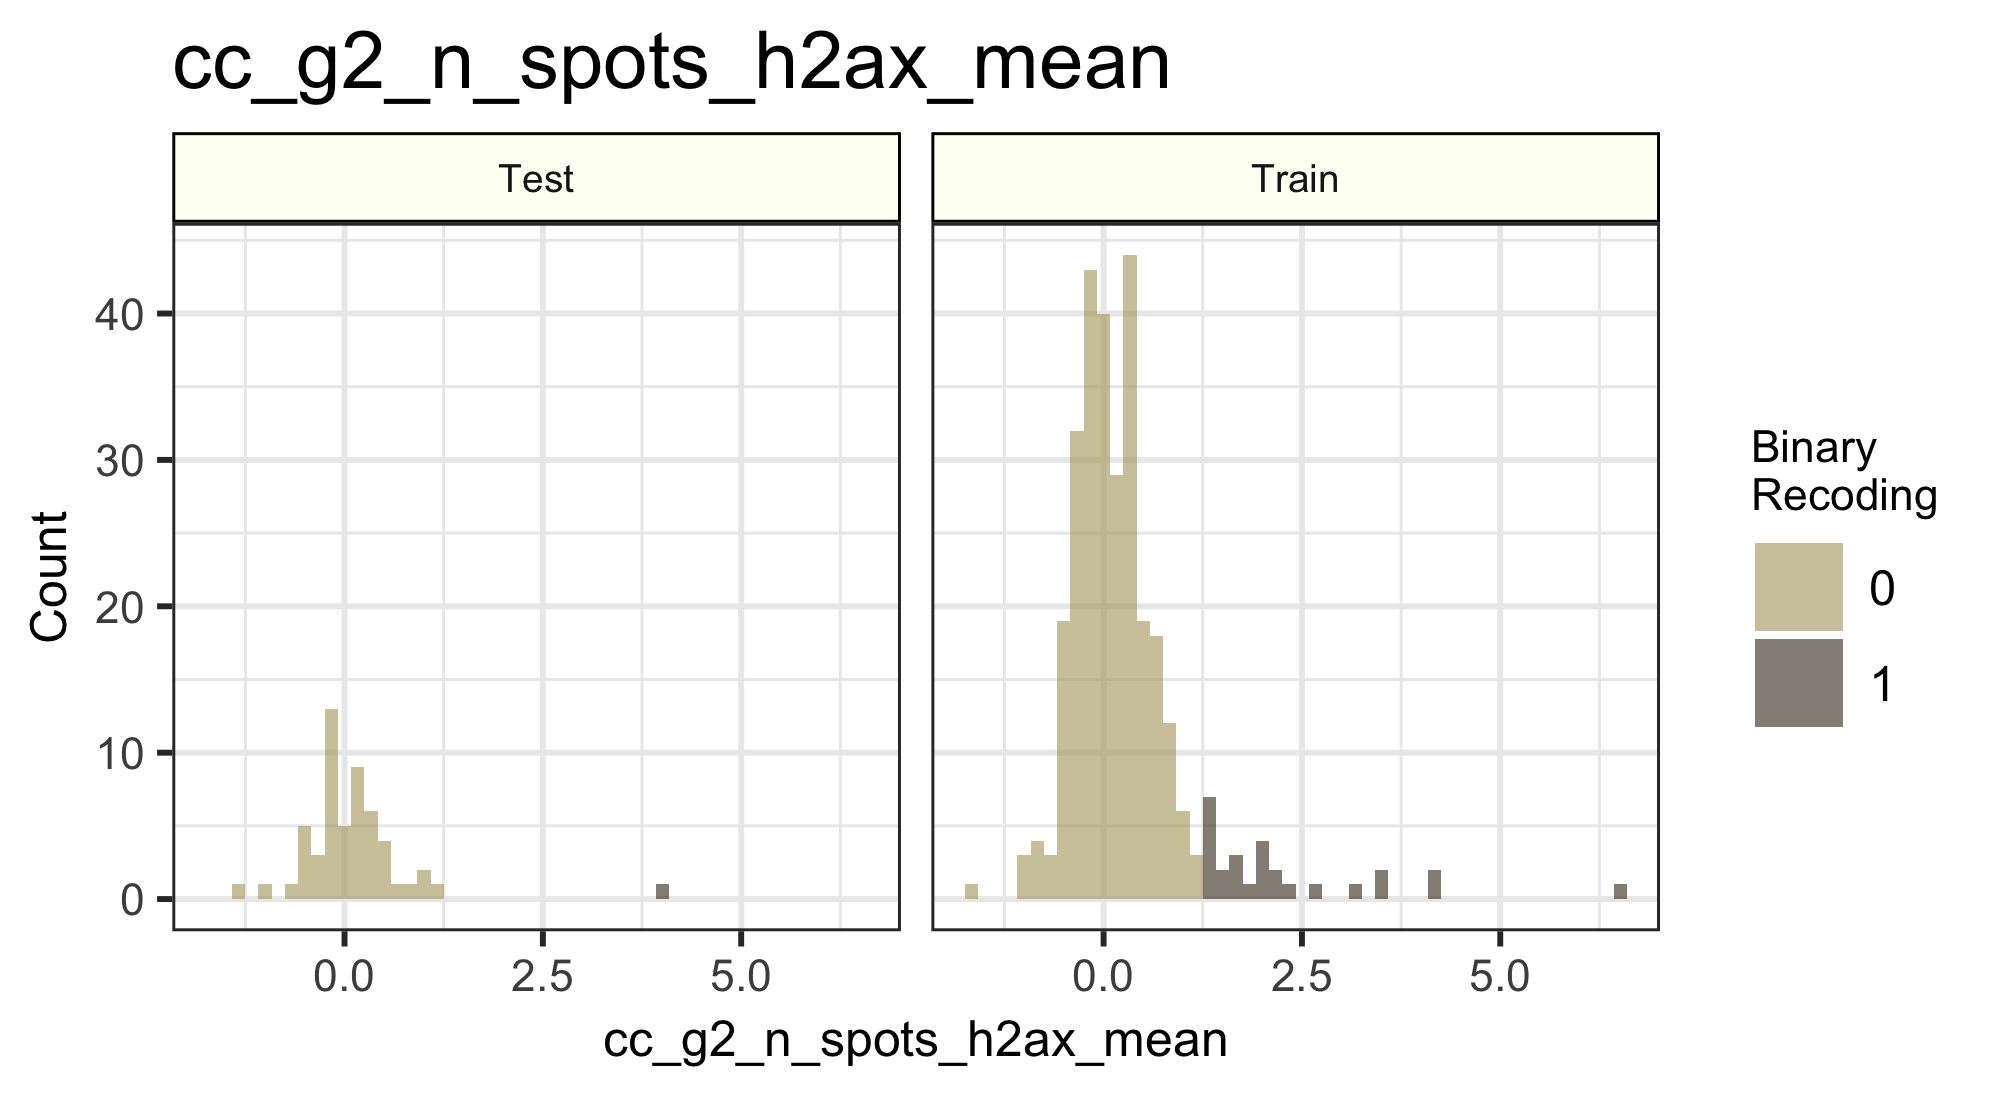 cc_g2_n_spots_h2ax_mean
Test
Train
40
30
20
10
0
Count
0.0
2.5
5.0
0.0
2.5
5.0
cc_g2_n_spots_h2ax_mean
Binary
Recoding
0
1